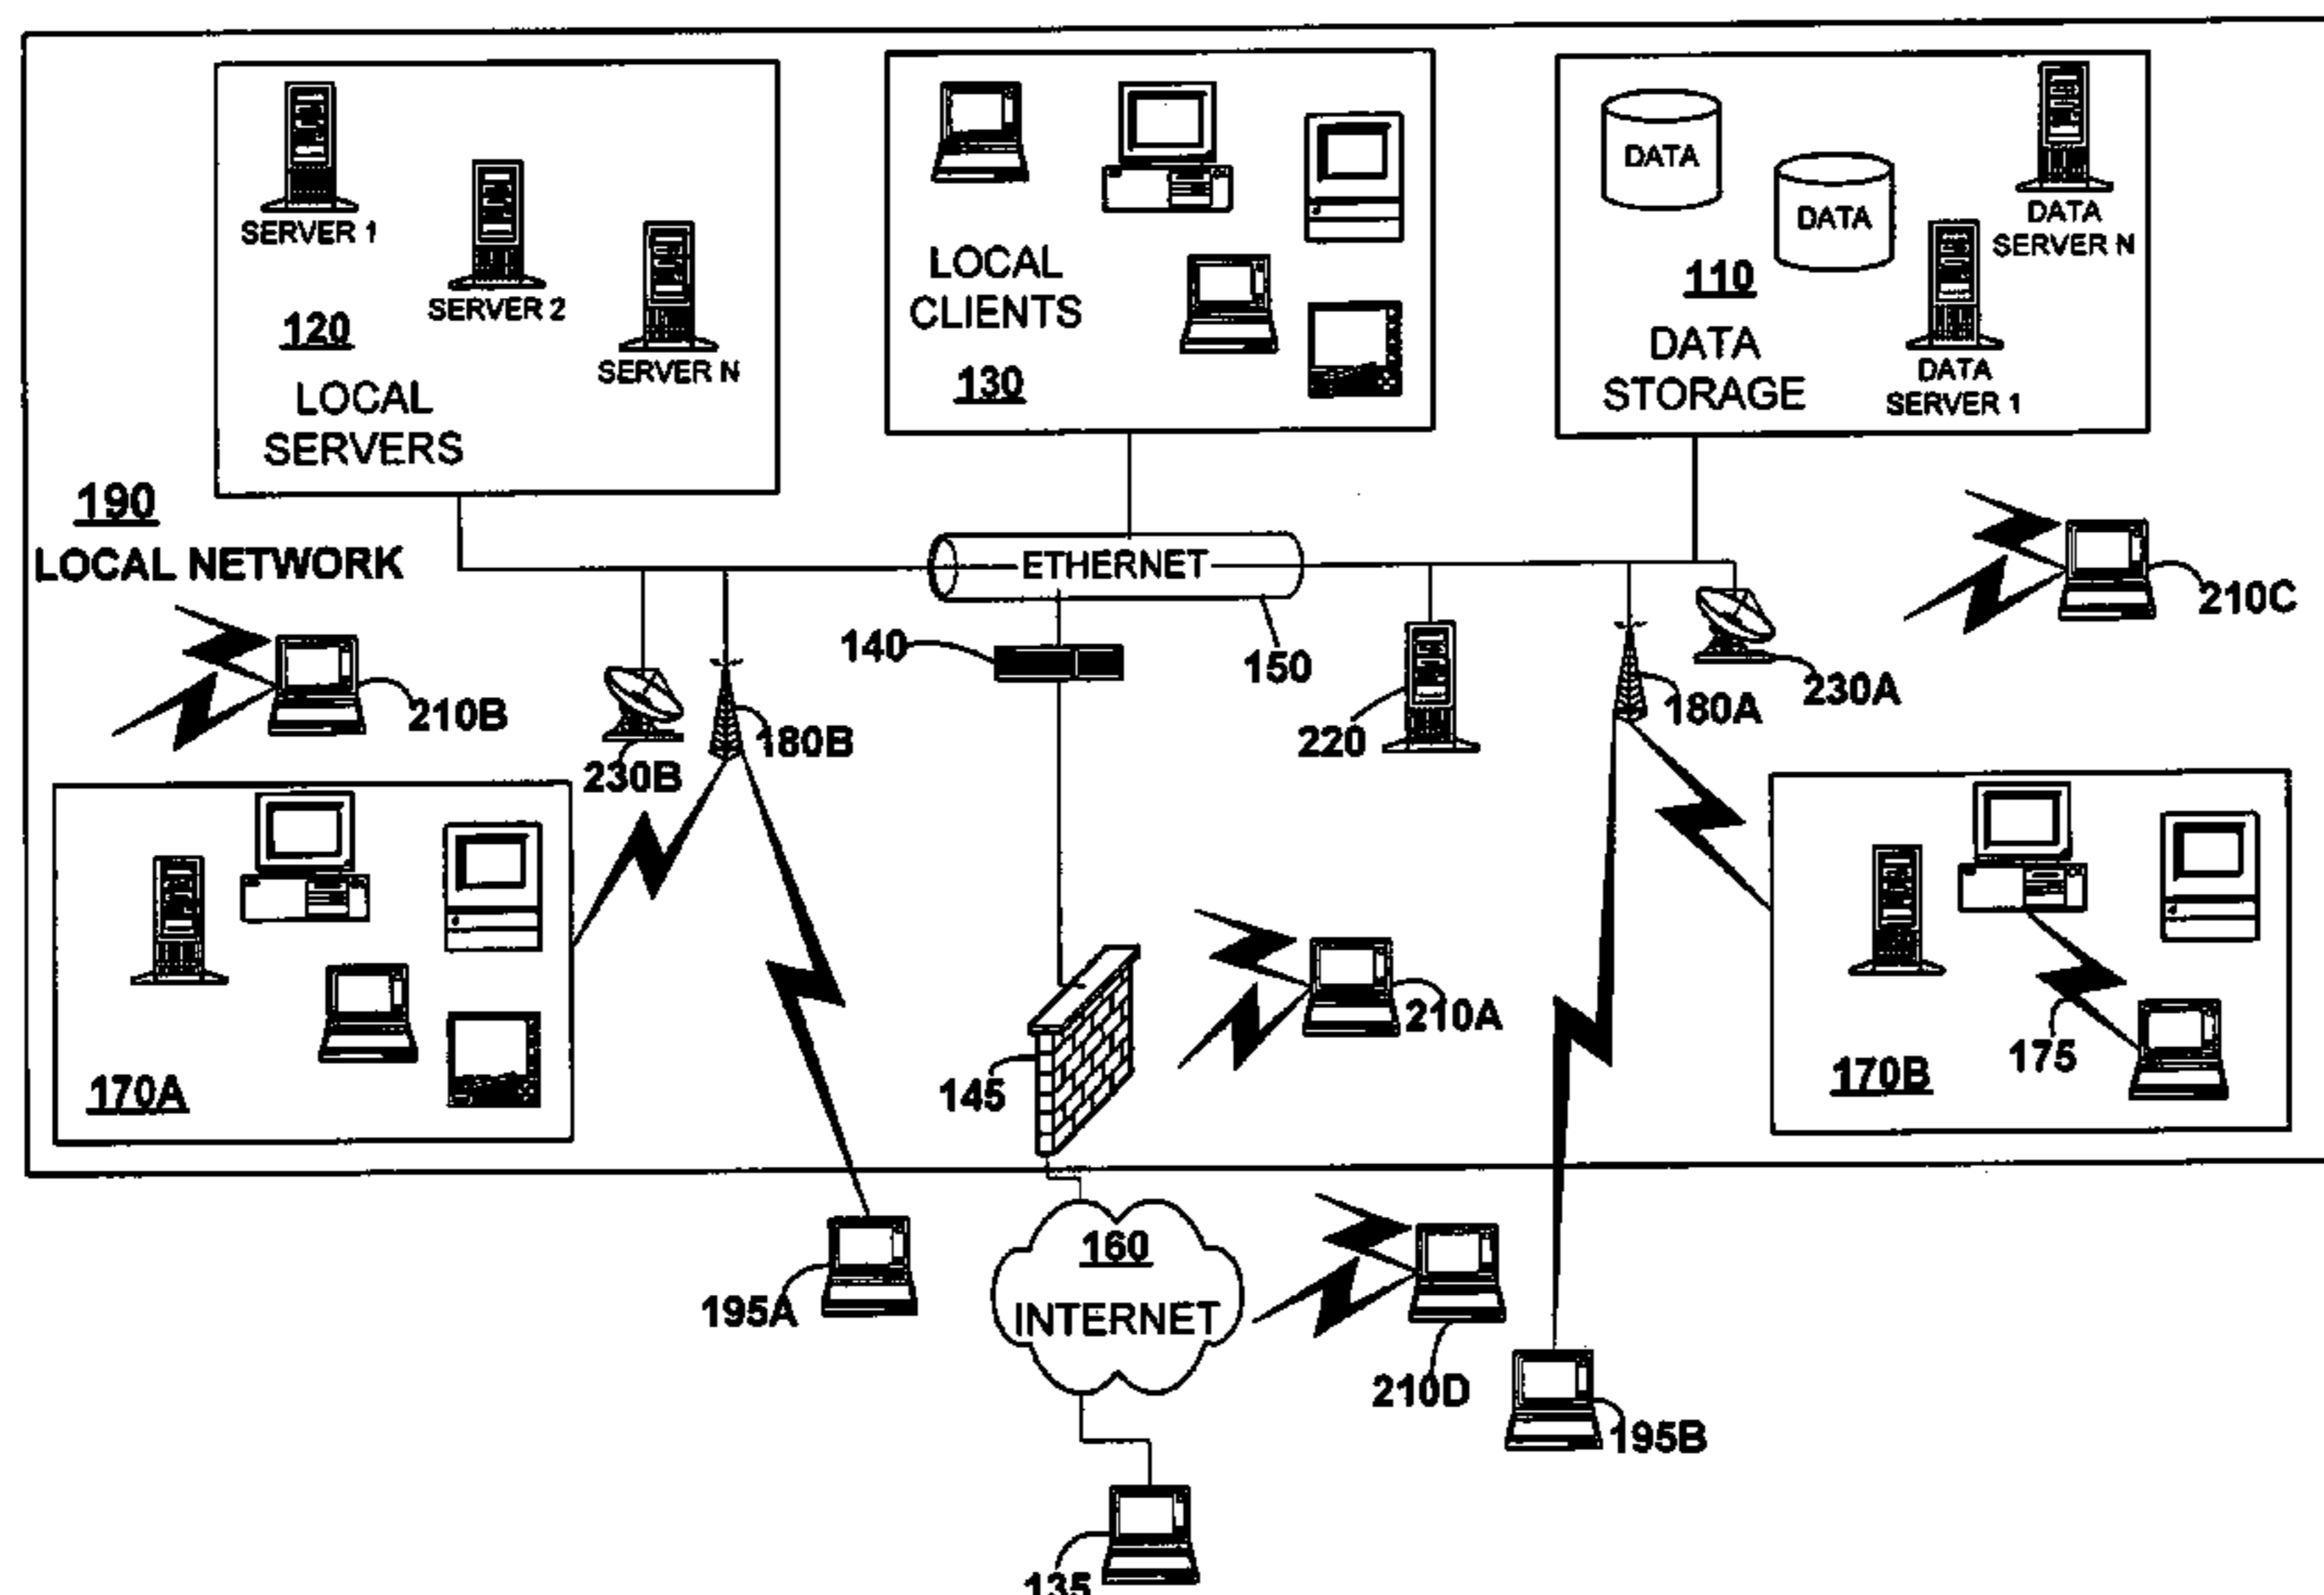 SERVER 1
SERVER 2
SERVER N
120
LOCAL
SERVERS
LOCAL
CLIENTS
130
DATA
DATA
DATA
SERVER N
DATA
SERVER 1
110
DATA
STORAGE
190
LOCAL NETWORK
ETHERNET
150
140
210B
230B
180B
220
180A
230A
210C
170A
145
210A
175
170B
195A
160
INTERNET
210D
195B
135